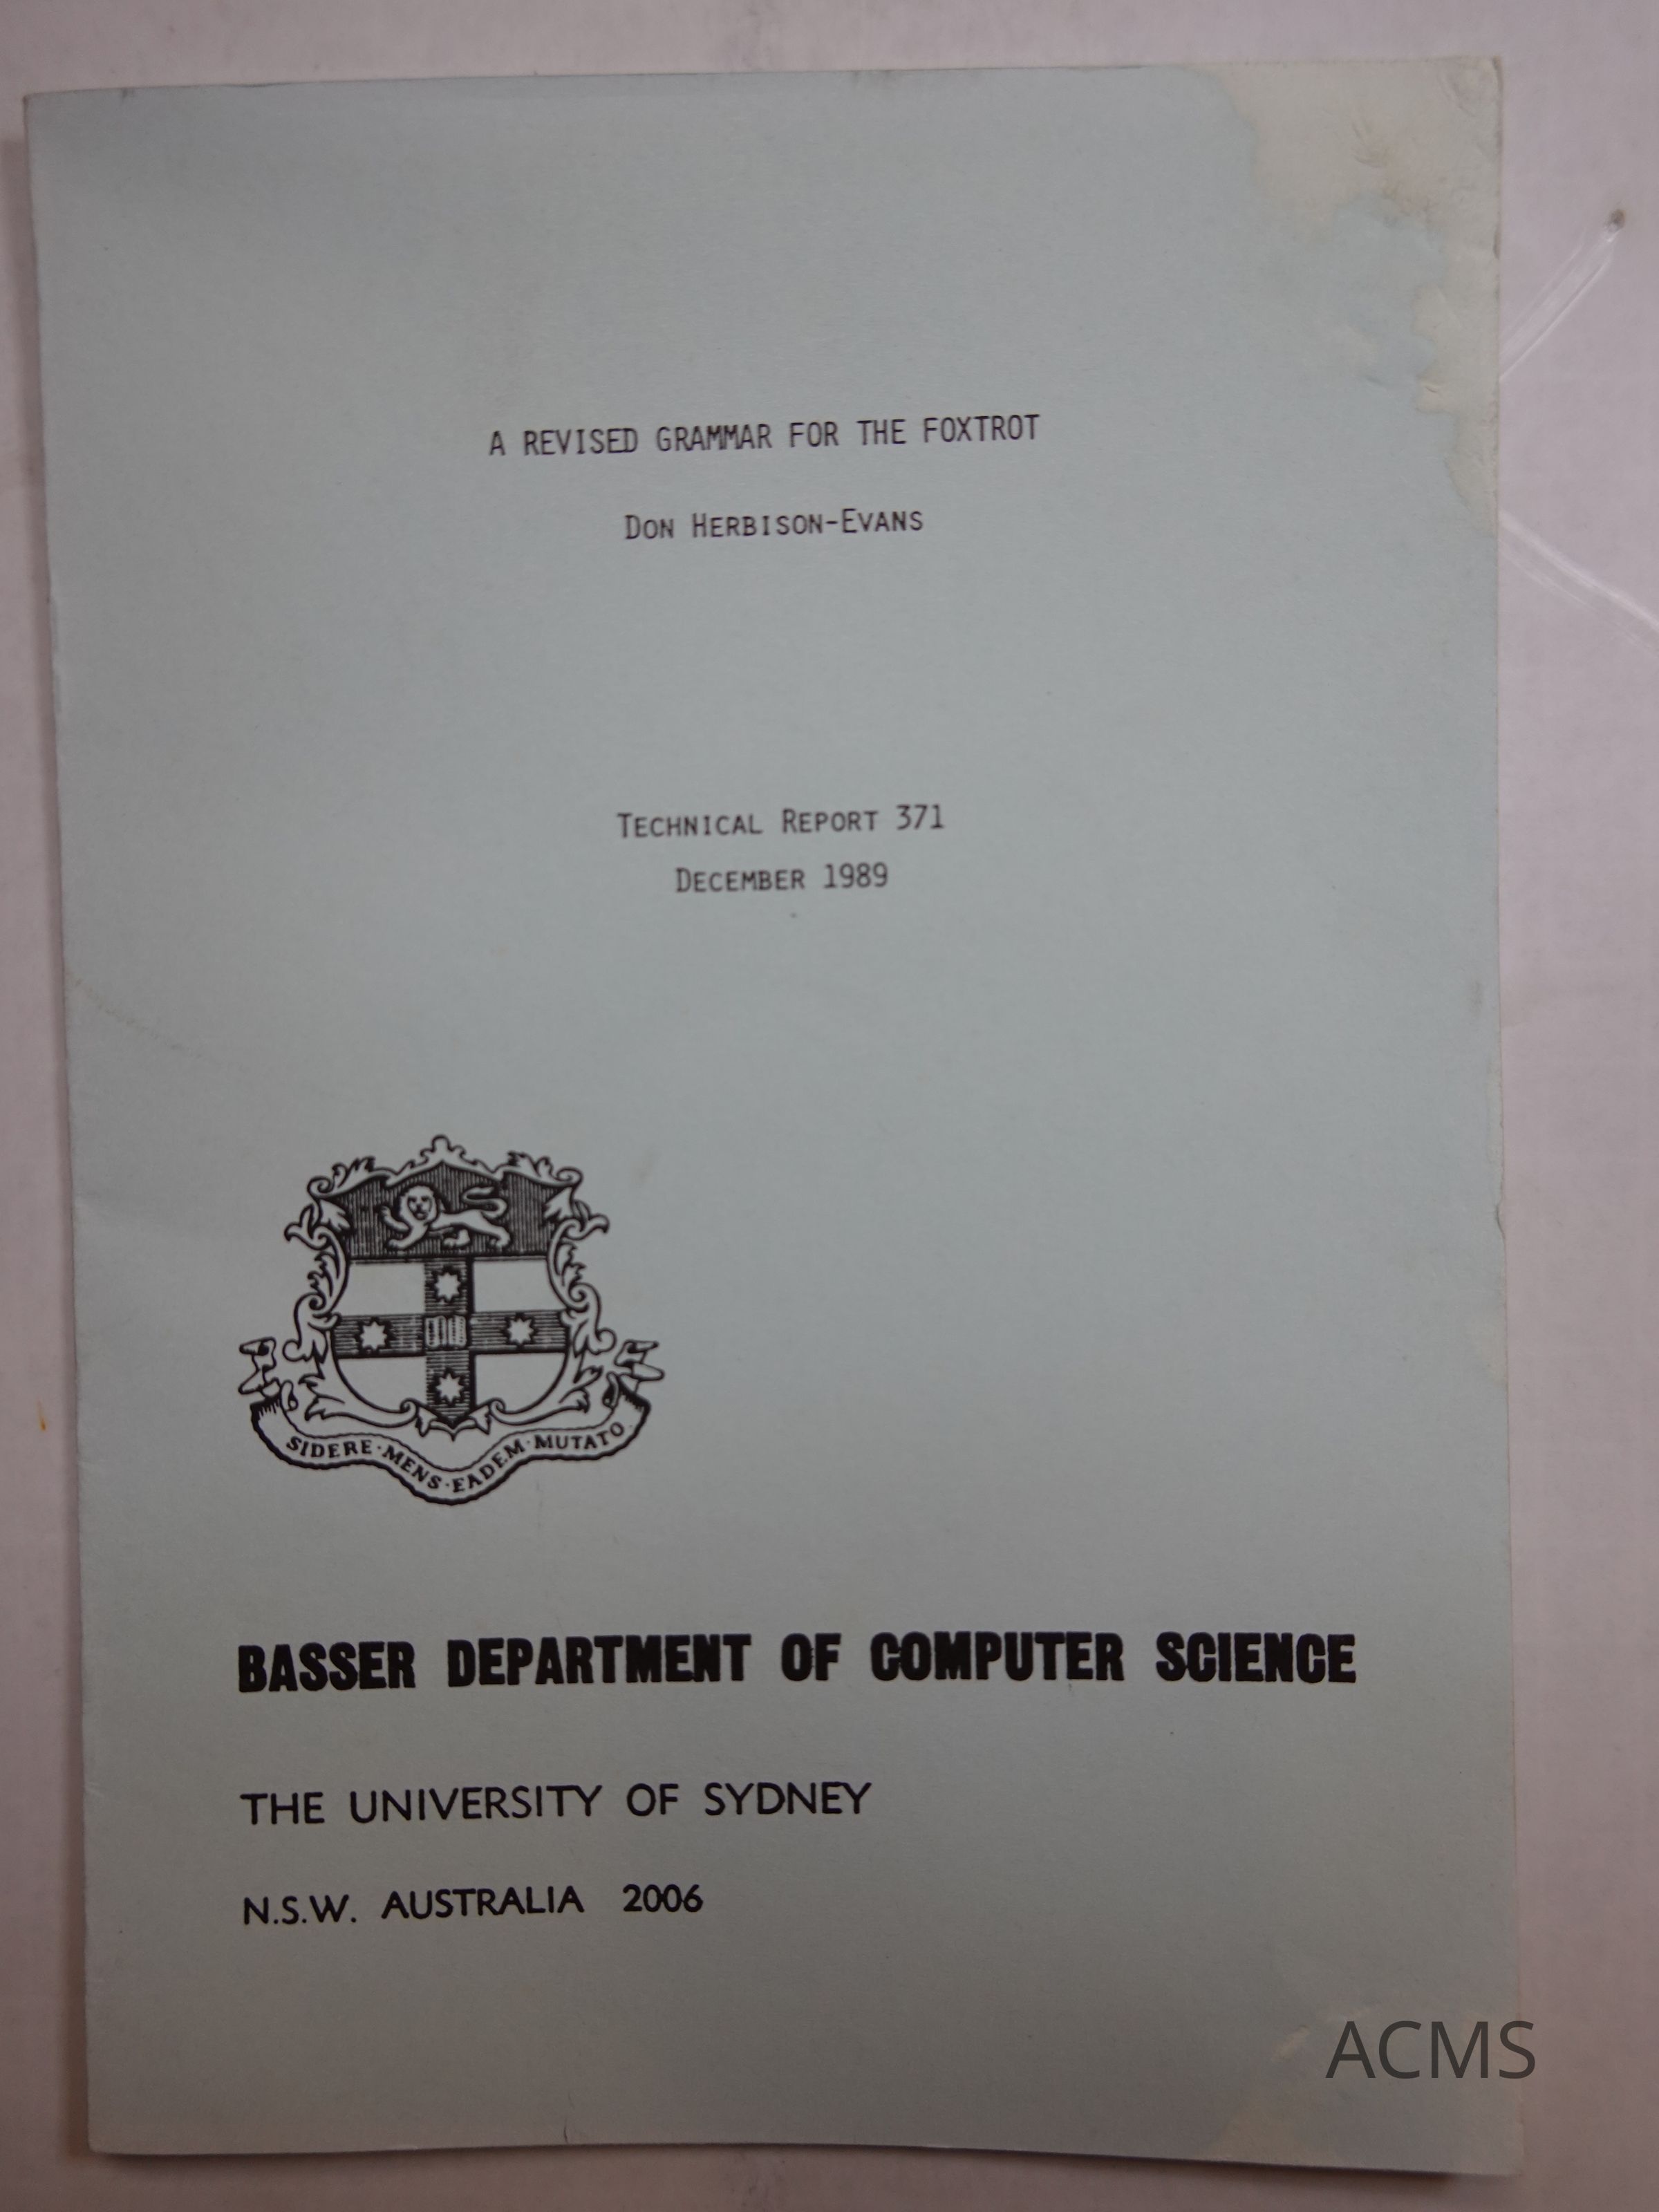 A REVISED GRAMMAR FOR THE FOXTROT
DON HERBISON-EVANS
TECHNICAL REPORT 371
DECEMBER 1989
SIDERE·MENS·EADEM·MUTATO
BASSER DEPARTMENT OF COMPUTER SCIENCE
THE UNIVERSITY OF SYDNEY
N.S.W. AUSTRALIA 2006
ACMS